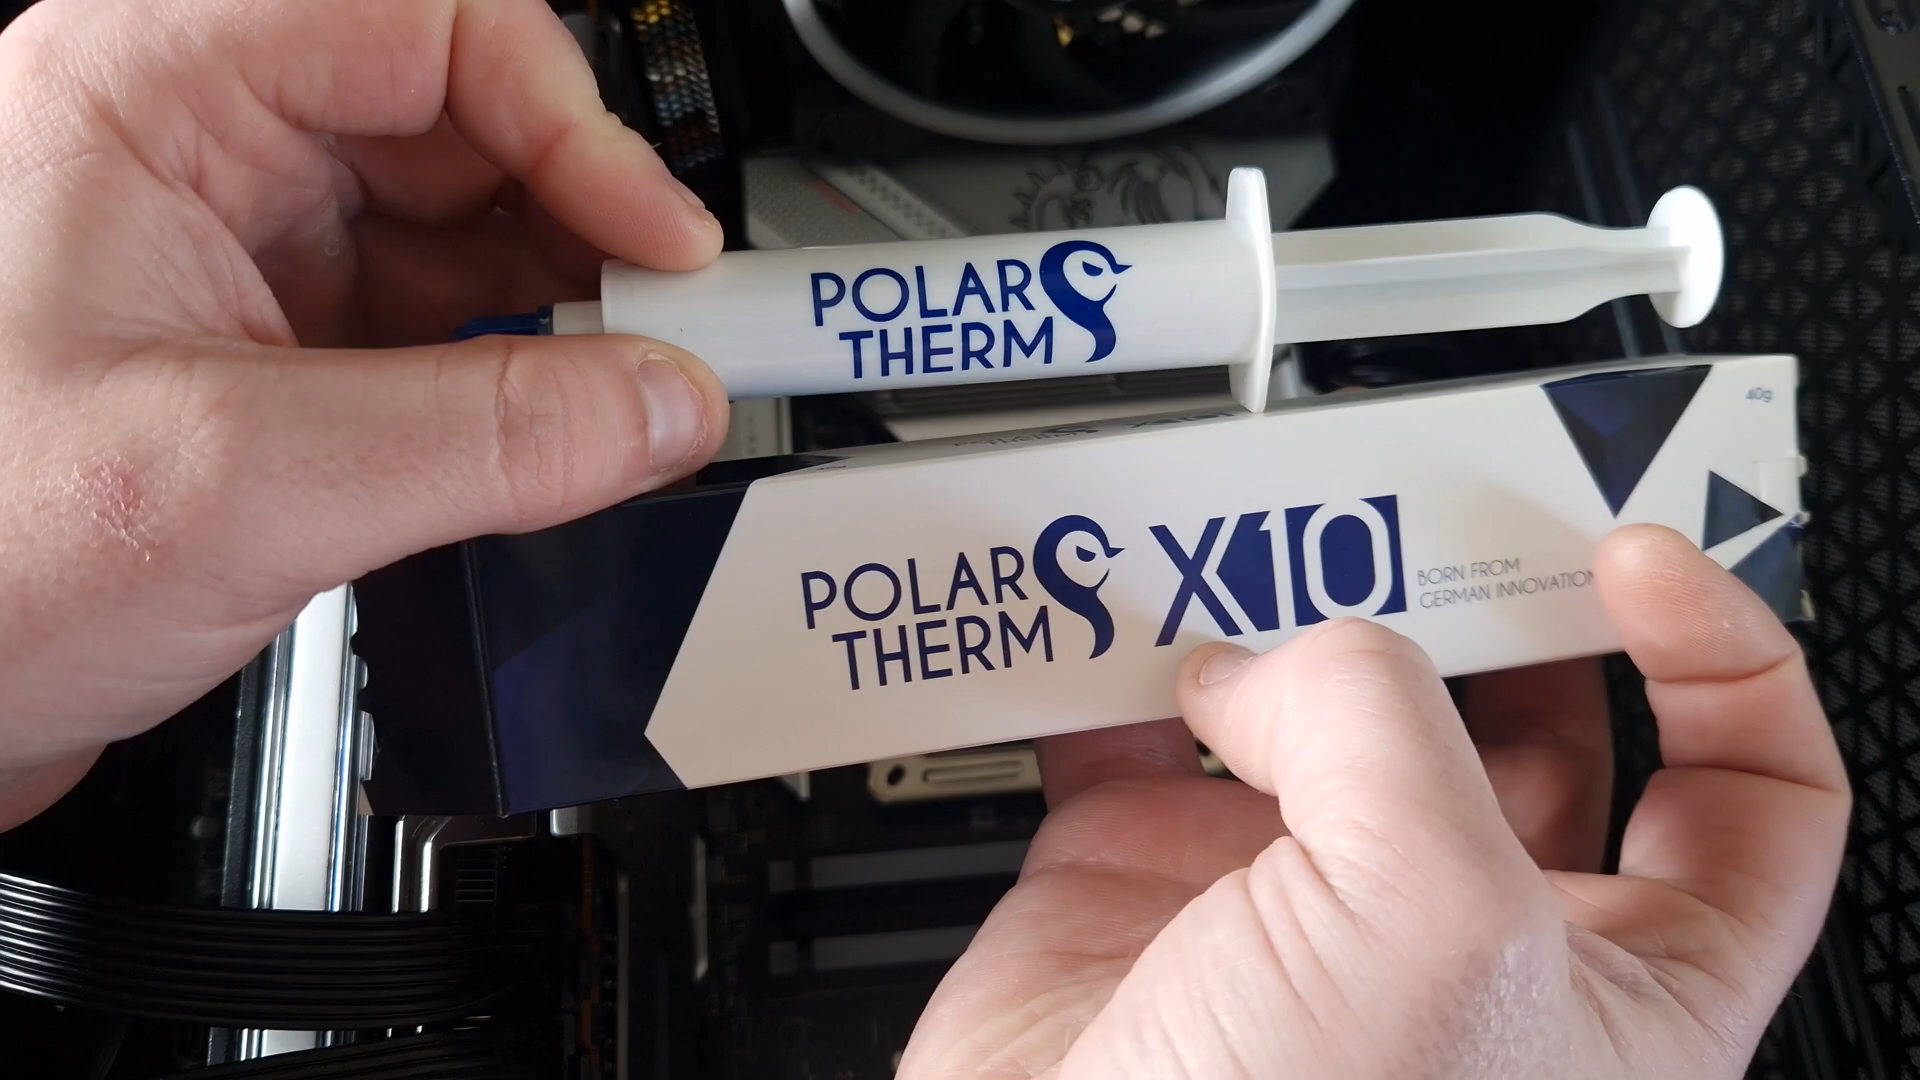 POLAR
THERM
40g
POLAR
THERM
X10
BORN FROM
GERMAN INNOVATION